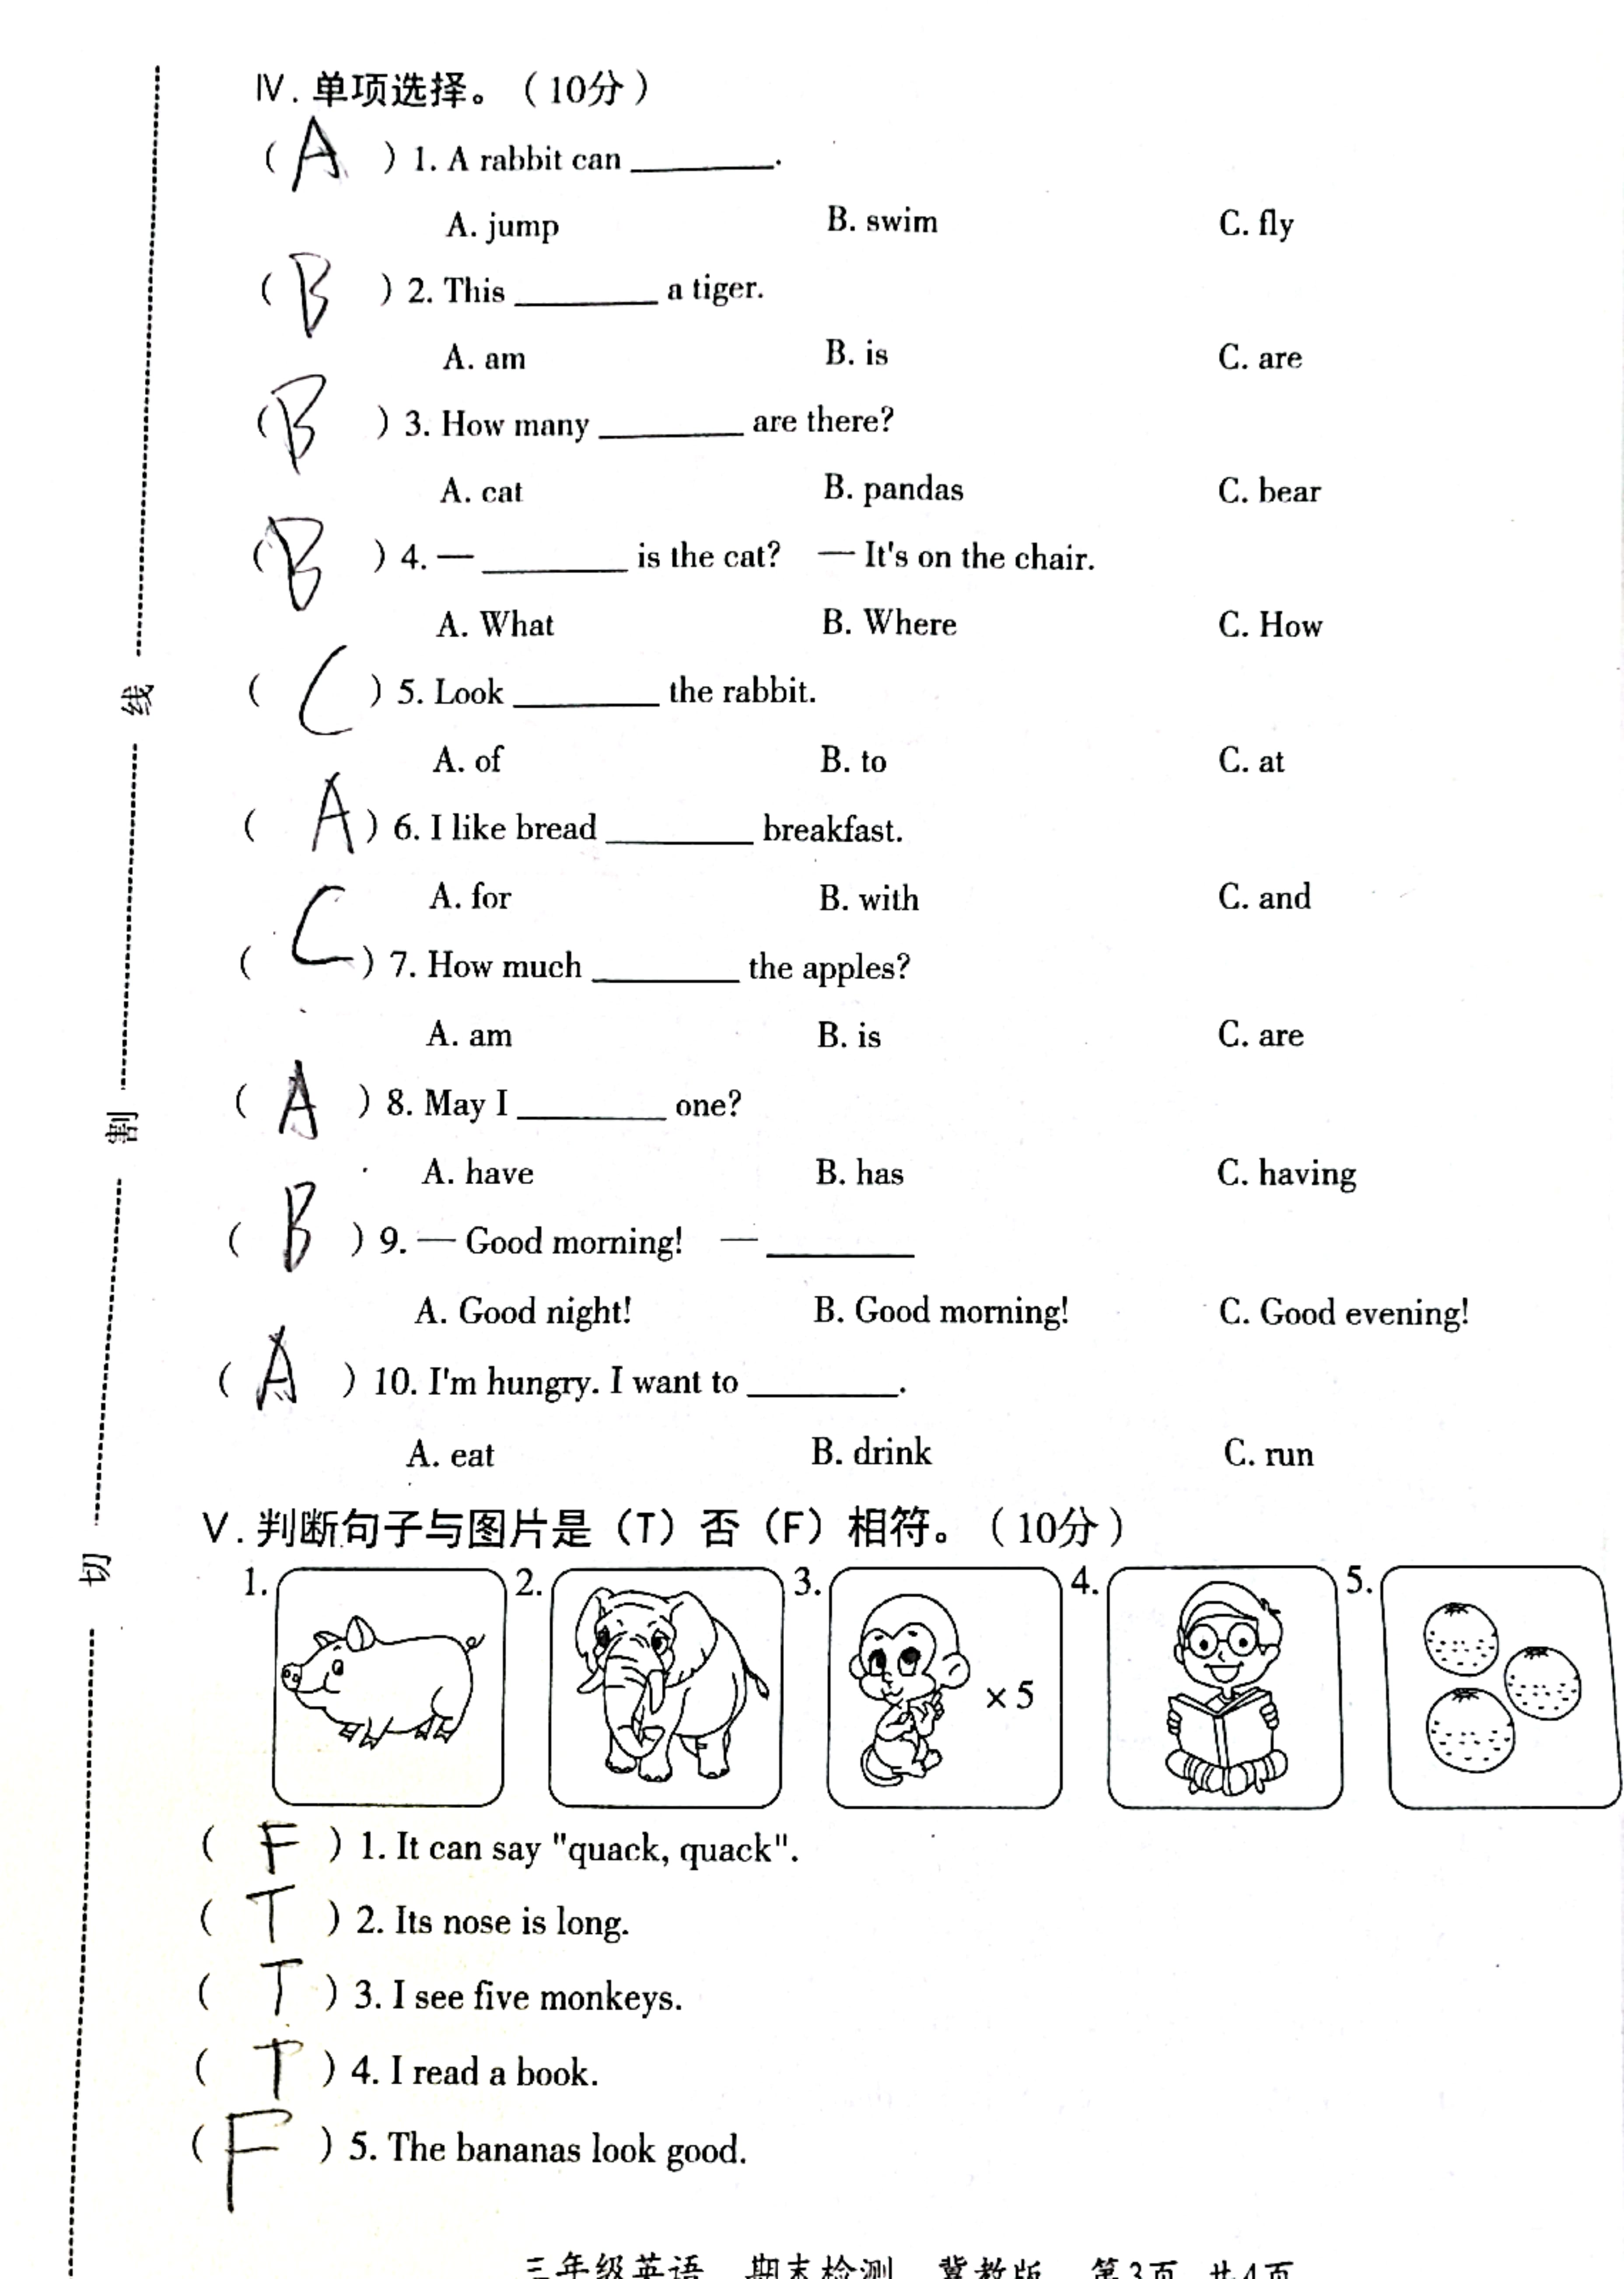 Ⅳ. 单项选择。（10分）
( A ) 1. A rabbit can ________.
A. jump B. swim C. fly
( B ) 2. This ________ a tiger.
A. am B. is C. are
( B ) 3. How many ________ are there?
A. cat B. pandas C. bear
( B ) 4. — ________ is the cat? — It's on the chair.
A. What B. Where C. How
( C ) 5. Look ________ the rabbit.
A. of B. to C. at
( A ) 6. I like bread ________ breakfast.
A. for B. with C. and
( C ) 7. How much ________ the apples?
A. am B. is C. are
( A ) 8. May I ________ one?
A. have B. has C. having
( B ) 9. — Good morning! — ________
A. Good night! B. Good morning! C. Good evening!
( A ) 10. I'm hungry. I want to ________.
A. eat B. drink C. run
Ⅴ. 判断句子与图片是（T）否（F）相符。（10分）
1. 2. 3. 4. 5.
×5
( F ) 1. It can say "quack, quack".
( T ) 2. Its nose is long.
( T ) 3. I see five monkeys.
( T ) 4. I read a book.
( F ) 5. The bananas look good.
三年级英语 期末检测 冀教版 第3页 共4页
线
割
切